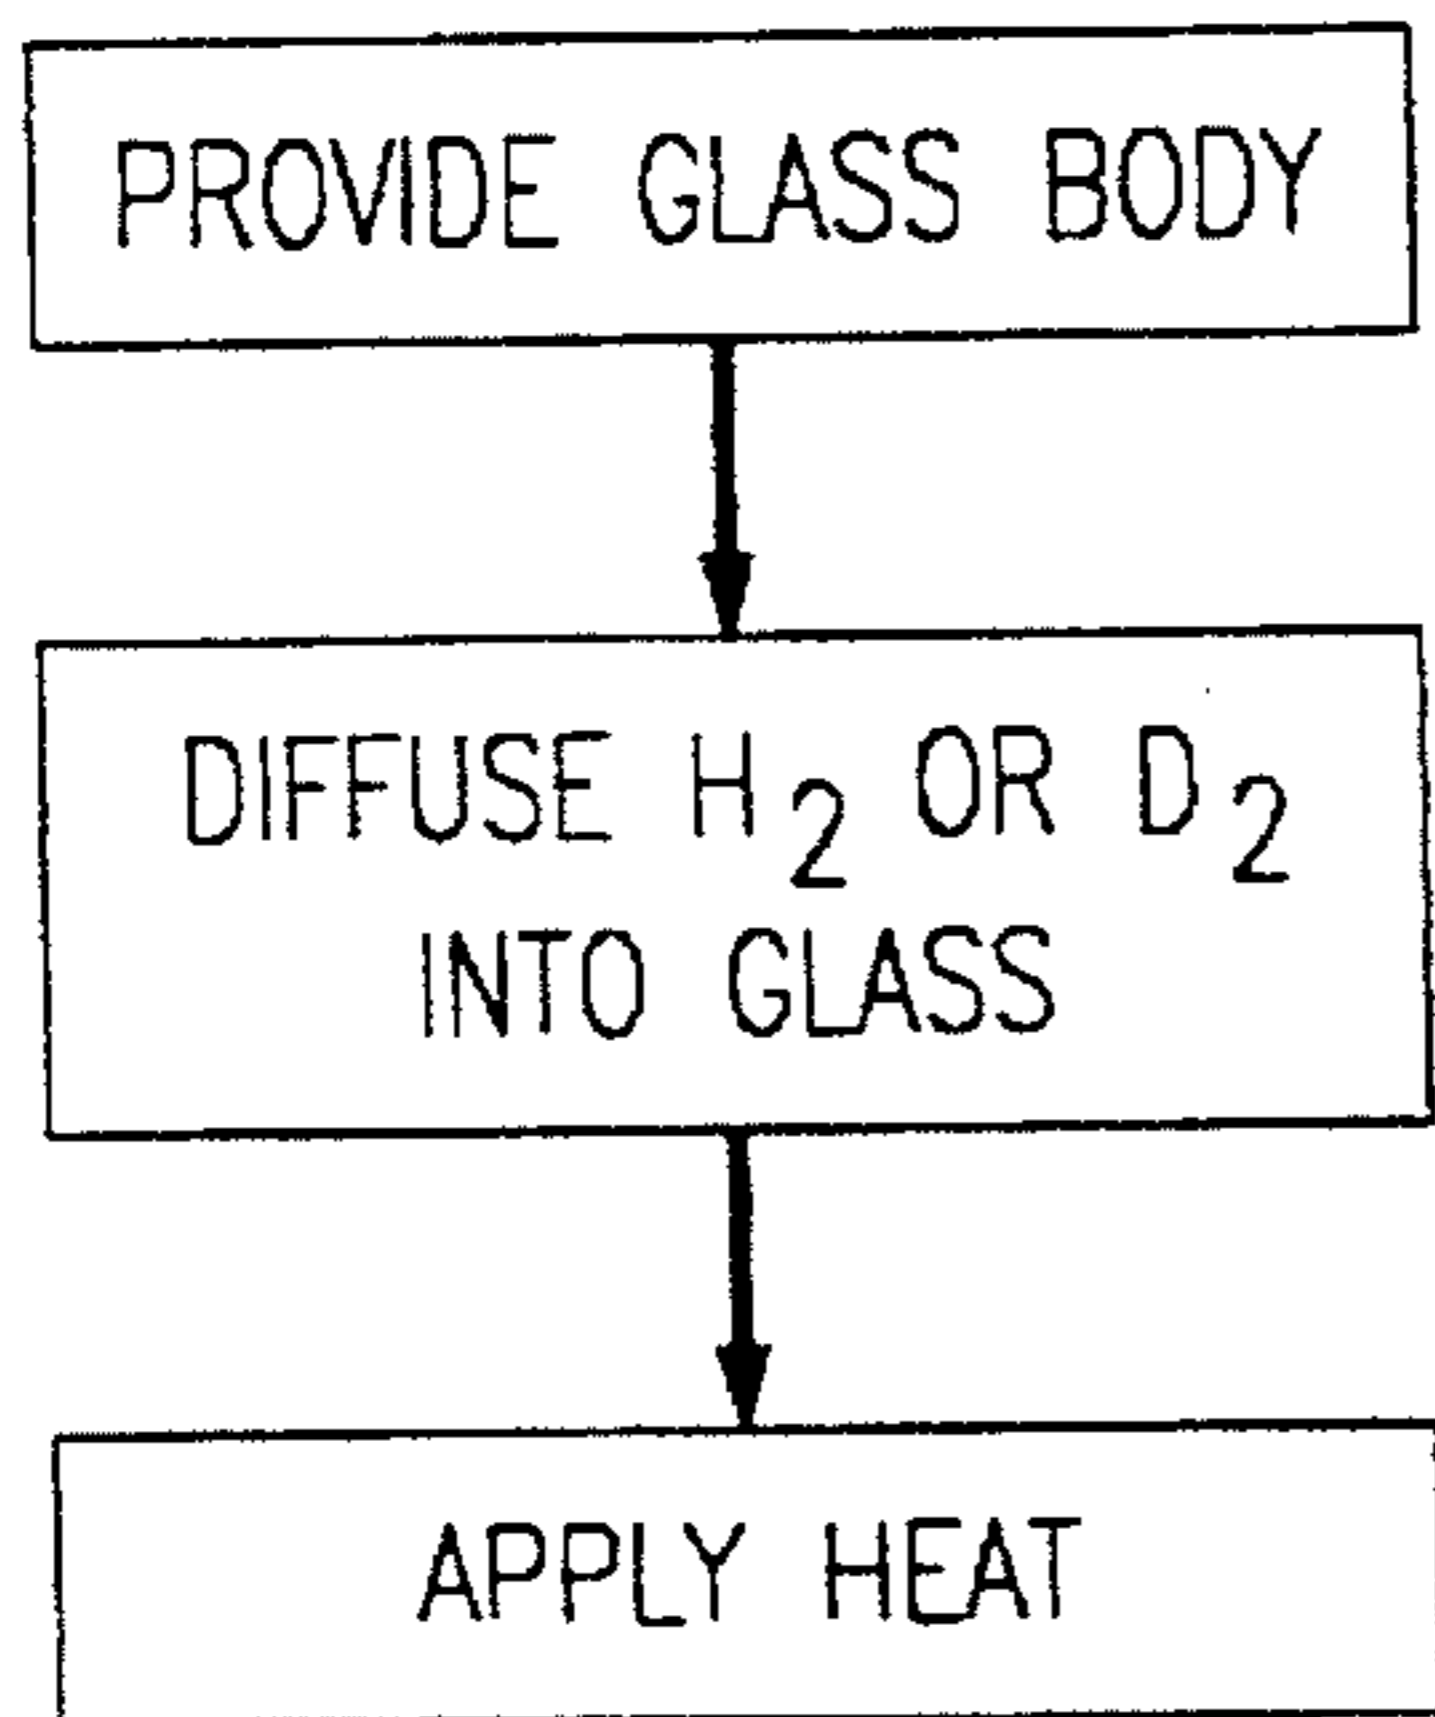 PROVIDE GLASS BODY
DIFFUSE H₂ OR D₂
INTO GLASS
APPLY HEAT